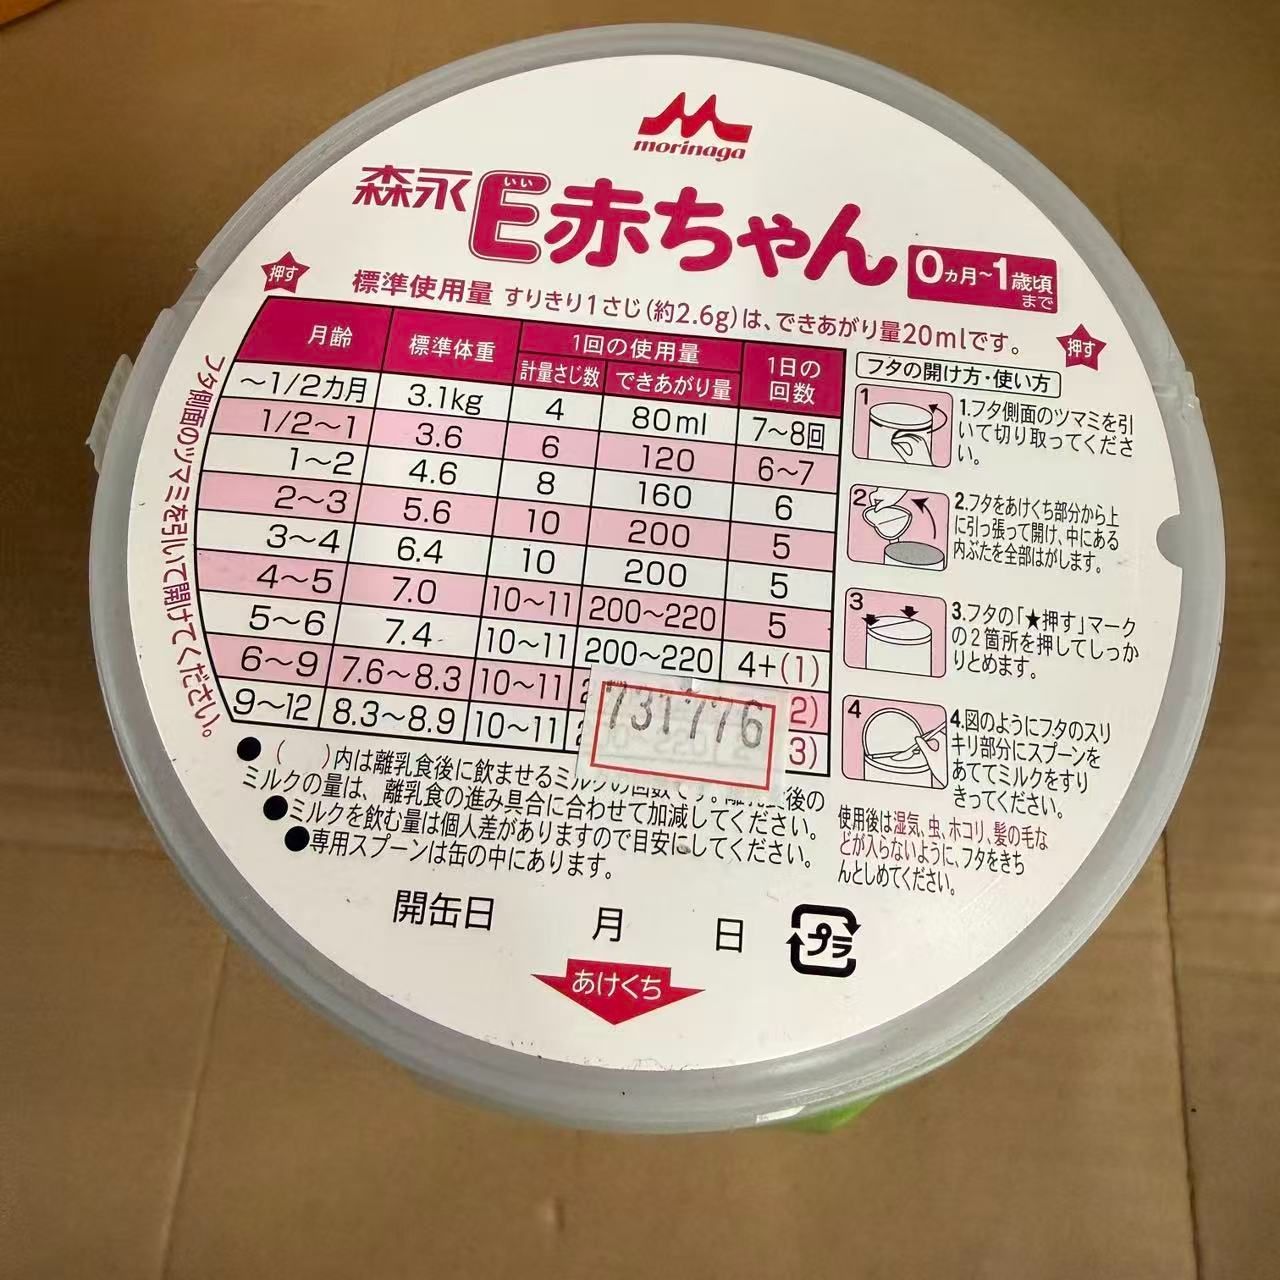 morinaga
森永 E赤ちゃん
いい
0ヵ月~1歳頃まで
押す
標準使用量 すりきり1さじ(約2.6g)は、できあがり量20mlです。
押す
フタ側面のツマミを引いて開けてください。
月齢 標準体重 1回の使用量 1日の回数
計量さじ数 できあがり量
~1/2カ月 3.1kg 4 80ml 7~8回
1/2~1 3.6 6 120 6~7
1~2 4.6 8 160 6
2~3 5.6 10 200 5
3~4 6.4 10 200 5
4~5 7.0 10~11 200~220 5
5~6 7.4 10~11 200~220 4+(1)
6~9 7.6~8.3 10~11 2)
9~12 8.3~8.9 10~11 3)
731776
●( )内は離乳食後に飲ませるミルクの回数です。離乳食後の
ミルクの量は、離乳食の進み具合に合わせて加減してください。
●ミルクを飲む量は個人差がありますので目安にしてください。
●専用スプーンは缶の中にあります。
フタの開け方・使い方
1
1.フタ側面のツマミを引
いて切り取ってくださ
い。
2
2.フタをあけくち部分から上
に引っ張って開け、中にある
内ぶたを全部はがします。
3
3.フタの「★押す」マーク
の2箇所を押してしっか
りとめます。
4
4.図のようにフタのスリ
キリ部分にスプーンを
あててミルクをすり
きってください。
使用後は湿気、虫、ホコリ、髪の毛な
どが入らないように、フタをきち
んとしめてください。
開缶日 月 日
プラ
あけくち